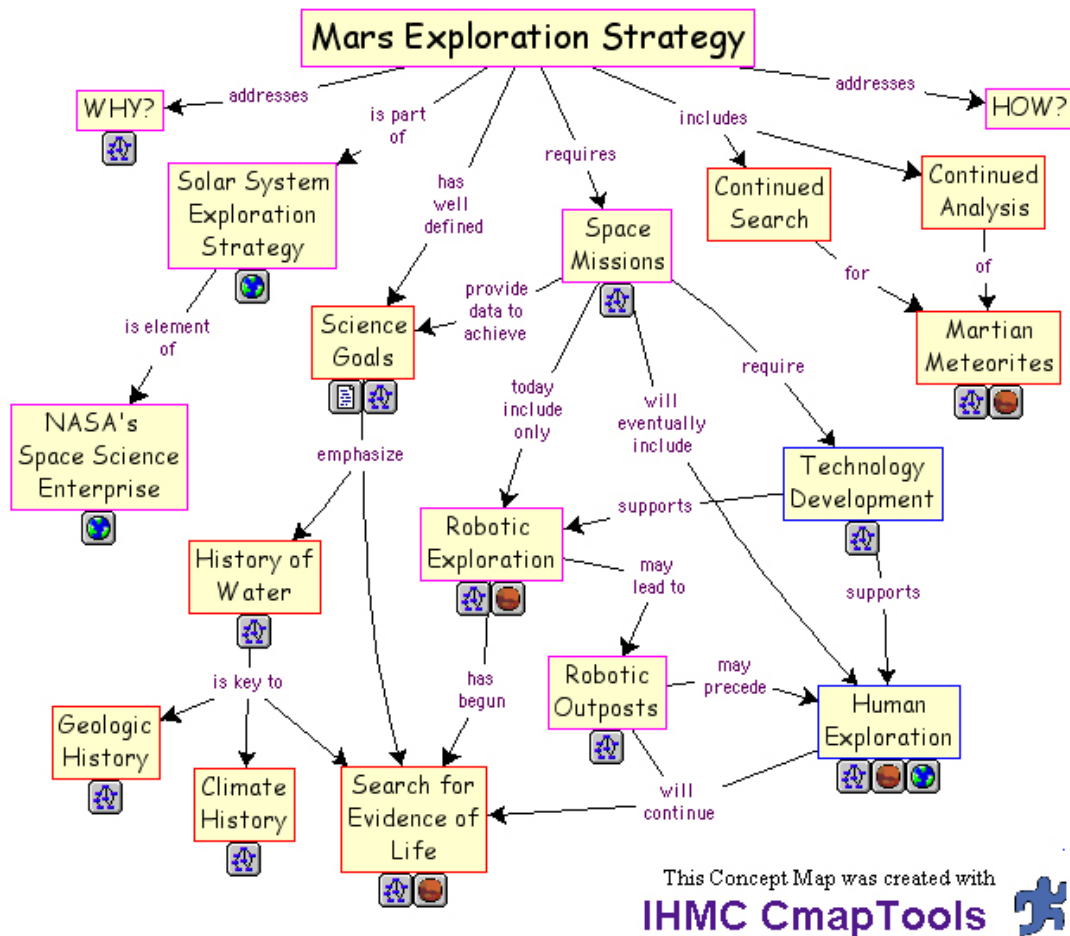 Mars Exploration Strategy
addresses
addresses
WHY?
HOW?
is part
of
includes
requires
Solar System
Exploration
Strategy
has
well
defined
Space
Missions
Continued
Search
Continued
Analysis
for
of
provide
data to
achieve
Science
Goals
is element
of
Martian
Meteorites
require
today
include
only
will
eventually
include
NASA's
Space Science
Enterprise
emphasize
Technology
Development
supports
Robotic
Exploration
History of
Water
may
lead to
supports
is key to
has
begun
Robotic
Outposts
may
precede
Human
Exploration
Geologic
History
Climate
History
Search for
Evidence of
Life
will
continue
This Concept Map was created with
IHMC CmapTools